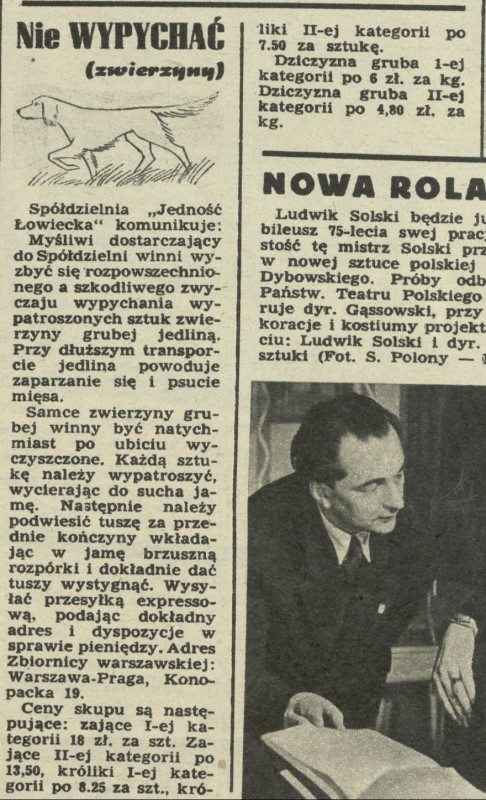 Nie WYPYCHAĆ
(zwierzyny)
Spółdzielnia „Jedność
Łowiecka" komunikuje:
Myśliwi dostarczający
do Spółdzielni winni wy-
zbyć się rozpowszechnio-
nego a szkodliwego zwy-
czaju wypychania wy-
patroszonych sztuk zwie-
rzyny grubej jedliną.
Przy dłuższym transpor-
cie jedlina powoduje
zaparzanie się i psucie
mięsa.
Samce zwierzyny gru-
bej winny być natych-
miast po ubiciu wy-
czyszczone. Każdą sztu-
kę należy wypatroszyć,
wycierając do sucha ja-
mę. Następnie należy
podwiesić tuszę za prze-
dnie kończyny wkłada-
jąc w jamę brzuszną
rozpórki i dokładnie dać
tuszy wystygnąć. Wysy-
łać przesyłką expresso-
wą, podając dokładny
adres i dyspozycje w
sprawie pieniędzy. Adres
Zbiornicy warszawskiej:
Warszawa-Praga, Kono-
packa 19.
Ceny skupu są nastę-
pujące: zające I-ej ka-
tegorii 18 zł. za szt. Za-
jące II-ej kategorii po
13,50, króliki I-ej kate-
gorii po 8.25 za szt., kró-
liki II-ej kategorii po
7.50 za sztukę.
Dziczyzna gruba 1-ej
kategorii po 6 zł. za kg.
Dziczyzna gruba II-ej
kategorii po 4,80 zł. za
kg.
NOWA ROLA
Ludwik Solski będzie ju
bileusz 75-lecia swej prac
stość tę mistrz Solski prz
w nowej sztuce polskiej
Dybowskiego. Próby odb
Państw. Teatru Polskiego
ruje dyr. Gąssowski, przy
koracje i kostiumy projekt
ciu: Ludwik Solski i dyr.
sztuki (Fot. S. Polony —